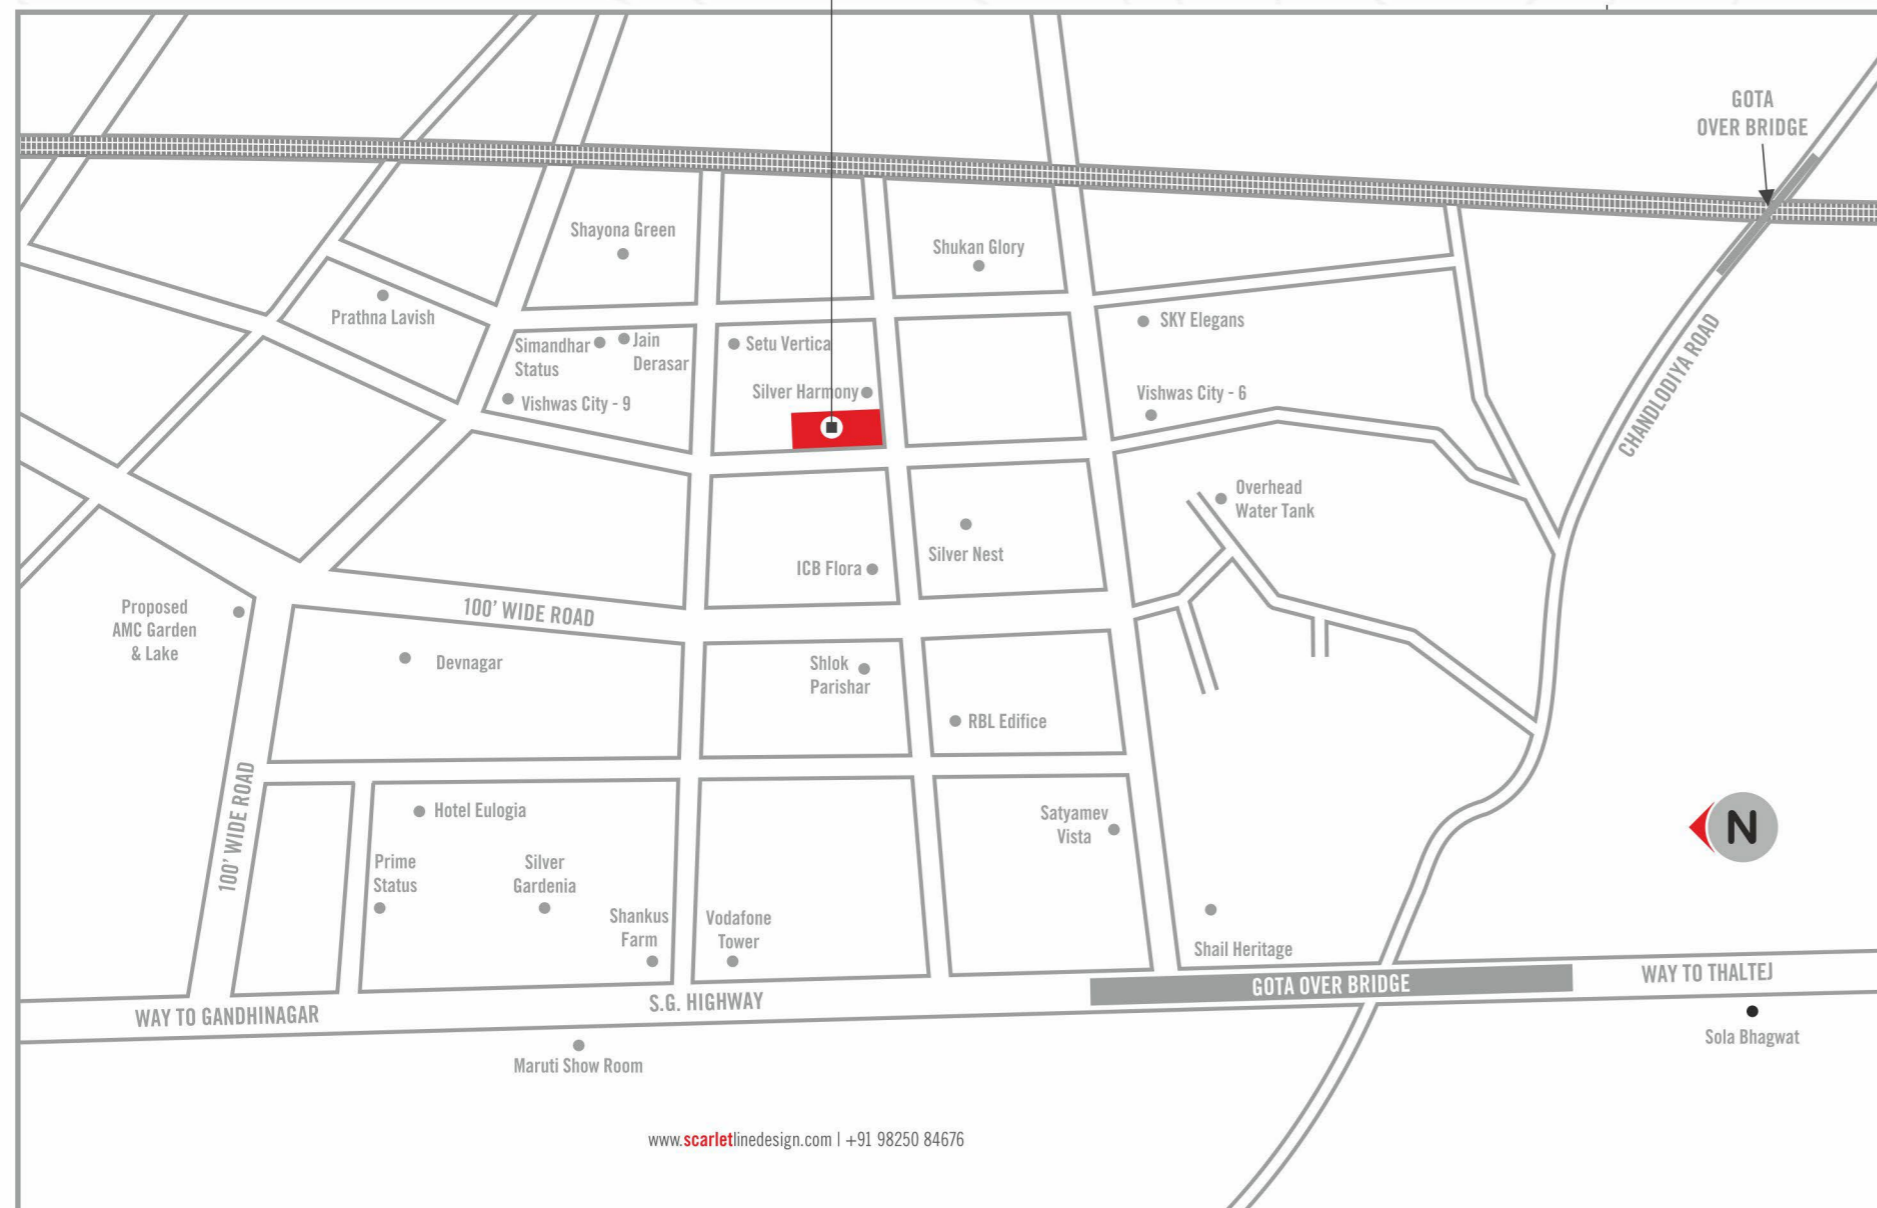 GOTA
OVER BRIDGE
Shayona Green
Shukan Glory
Prathna Lavish
SKY Elegans
Simandhar
Status
Jain
Derasar
Setu Vertica
CHANDLODIYA ROAD
Silver Harmony
Vishwas City - 6
Vishwas City - 9
Overhead
Water Tank
Silver Nest
ICB Flora
Proposed
AMC Garden
& Lake
100' WIDE ROAD
Devnagar
Shlok
Parishar
RBL Edifice
100' WIDE ROAD
Hotel Eulogia
Satyamev
Vista
N
Prime
Status
Silver
Gardenia
Shankus
Farm
Vodafone
Tower
Shail Heritage
WAY TO THALTEJ
GOTA OVER BRIDGE
S.G. HIGHWAY
WAY TO GANDHINAGAR
Sola Bhagwat
Maruti Show Room
www.scarletlinedesign.com | +91 98250 84676